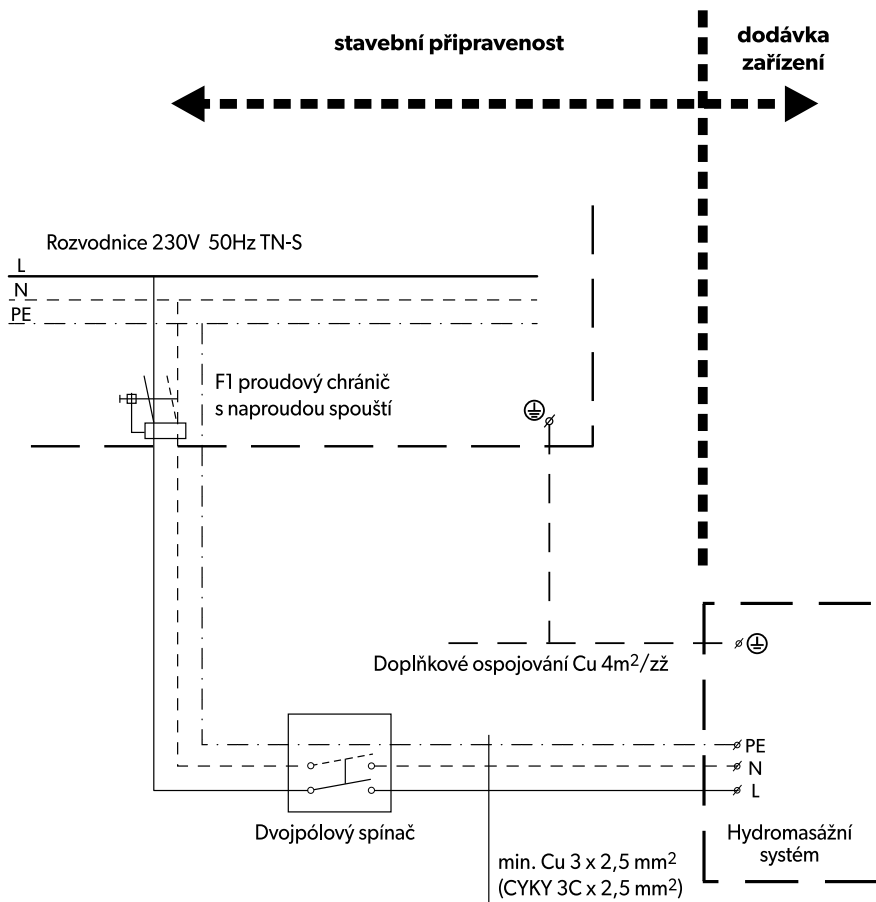 stavební připravenost
dodávka
zařízení
Rozvodnice 230V 50Hz TN-S
L
N
PE
F1 proudový chránič
s naproudou spouští
Doplňkové ospojování Cu 4m²/zž
PE
N
L
Dvojpólový spínač
Hydromasážní
systém
min. Cu 3 x 2,5 mm²
(CYKY 3C x 2,5 mm²)